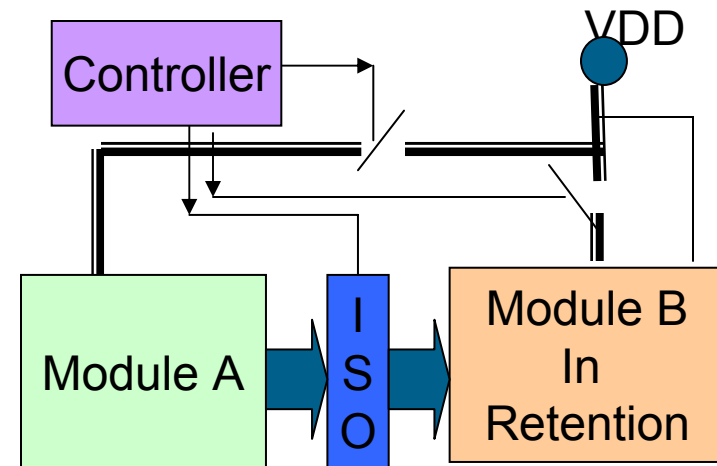 VDD
Controller
Module A
I
S
O
Module B
In
Retention